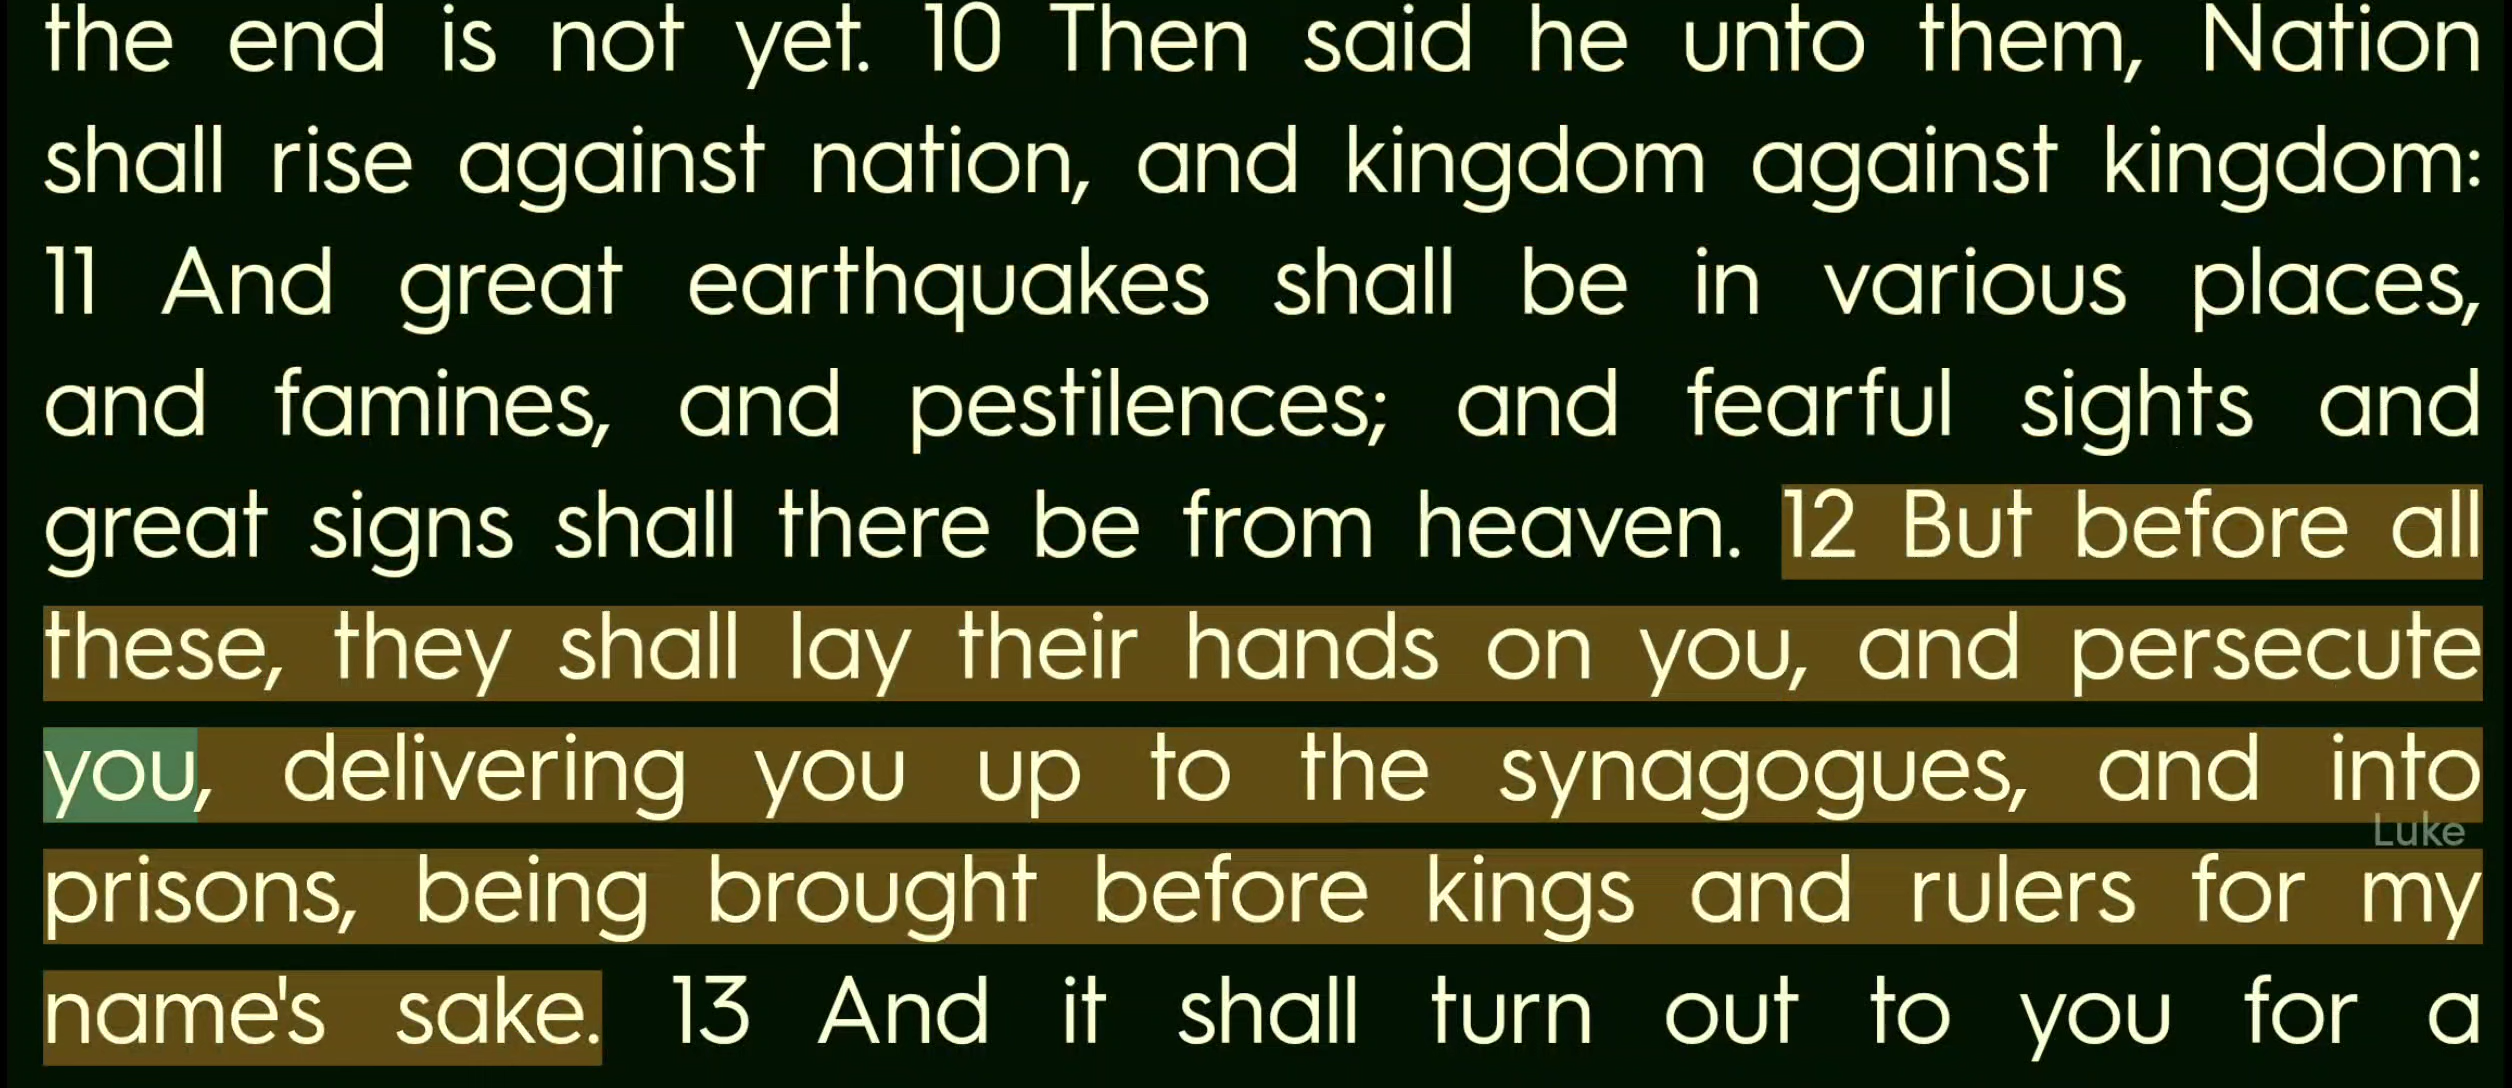 the end is not yet. 10 Then said he unto them, Nation
shall rise against nation, and kingdom against kingdom:
11 And great earthquakes shall be in various places,
and famines, and pestilences; and fearful sights and
great signs shall there be from heaven. 12 But before all
these, they shall lay their hands on you, and persecute
you, delivering you up to the synagogues, and into
Luke
prisons, being brought before kings and rulers for my
name's sake. 13 And it shall turn out to you for a